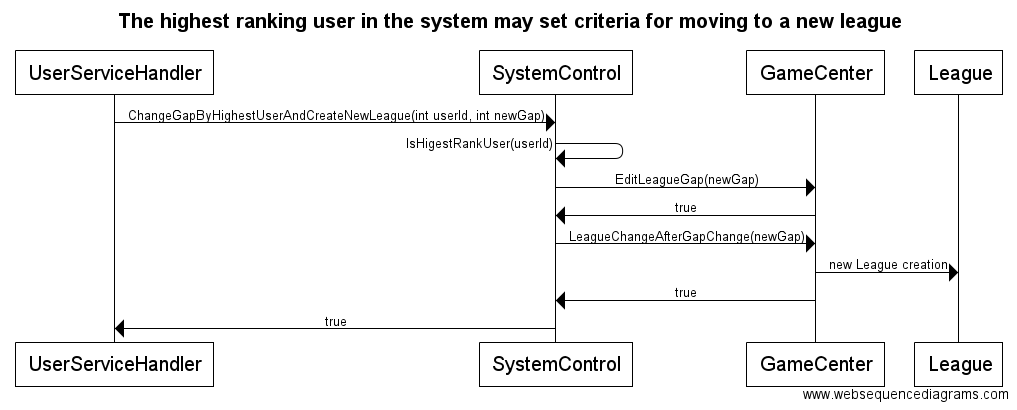 The highest ranking user in the system may set criteria for moving to a new league
UserServiceHandler SystemControl GameCenter League
ChangeGapByHighestUserAndCreateNewLeague(int userId, int newGap)
IsHigestRankUser(userId)
EditLeagueGap(newGap)
true
LeagueChangeAfterGapChange(newGap)
new League creation
true
true
UserServiceHandler SystemControl GameCenter League
www.websequencediagrams.com